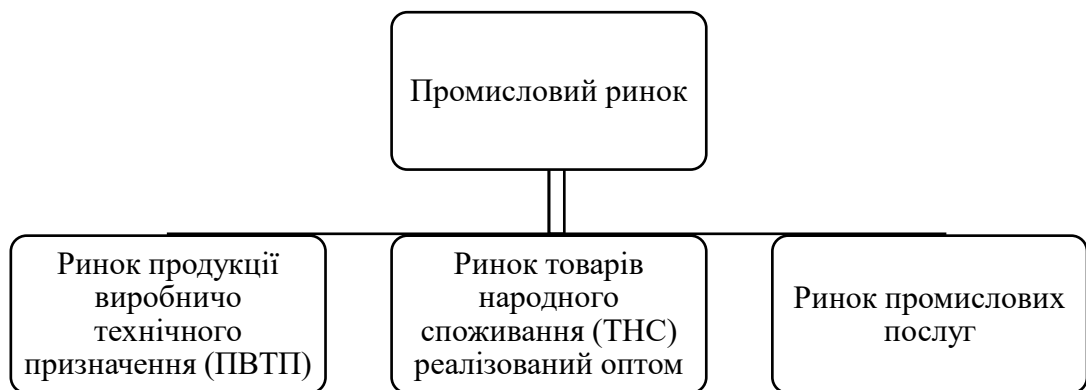 Промисловий ринок
Ринок продукції
виробничо
технічного
призначення (ПВТП)
Ринок товарів
народного
споживання (ТНС)
реалізований оптом
Ринок промислових
послуг